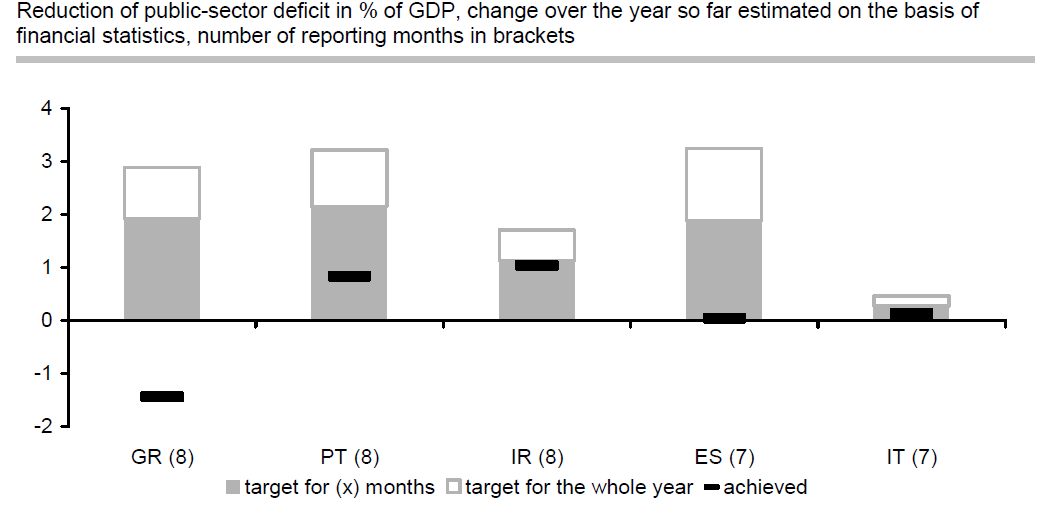 Reduction of public-sector deficit in % of GDP, change over the year so far estimated on the basis of
financial statistics, number of reporting months in brackets
4
3
2
1
0
-1
-2
GR (8) PT (8) IR (8) ES (7) IT (7)
target for (x) months target for the whole year achieved